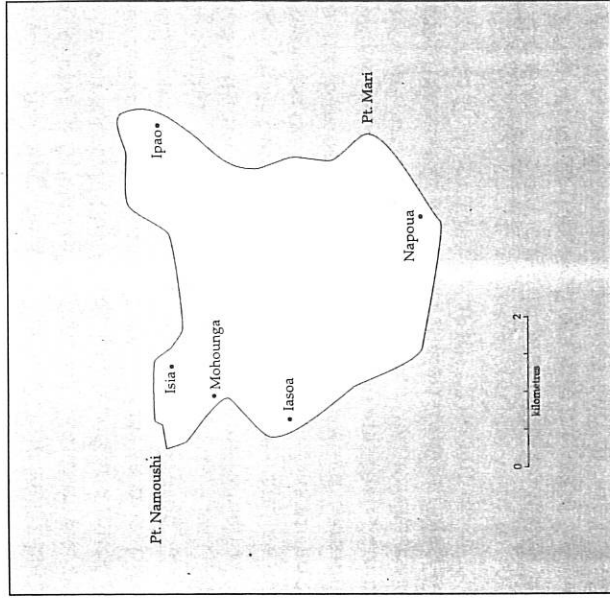 Ipao
Pt. Mari
Napoua
Isia
Mohounga
Iasoa
Pt. Namoushi
0 2
kilometres